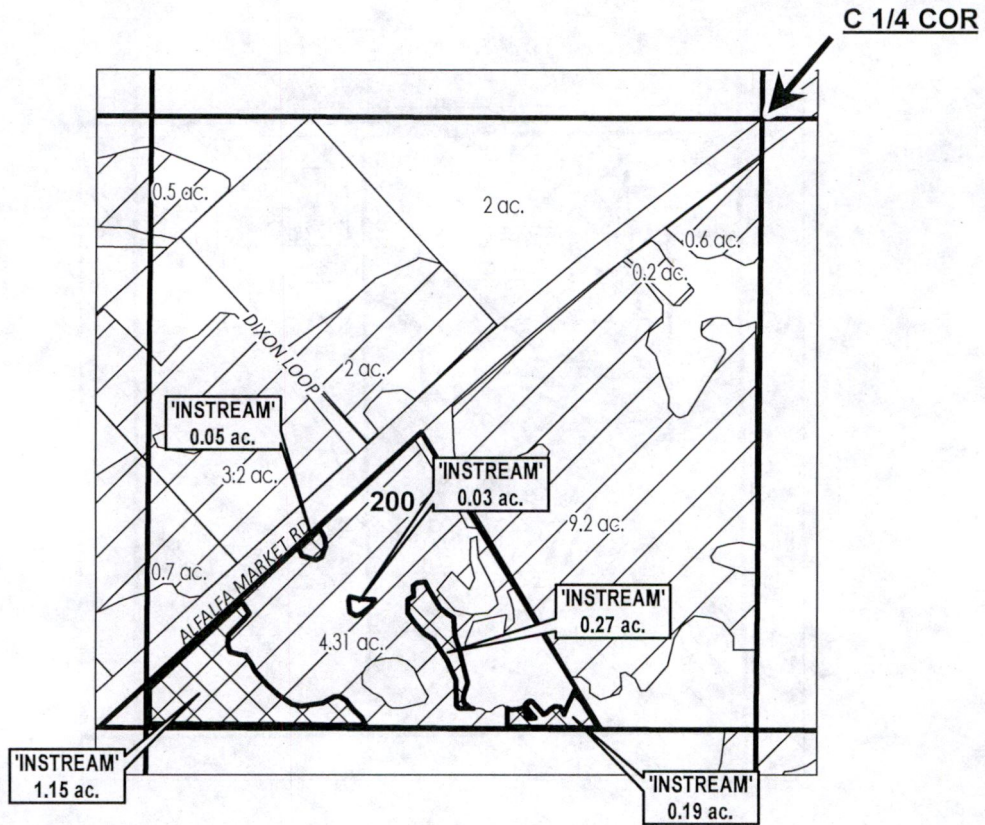 C 1/4 COR
0.5 ac.
2 ac.
0.6 ac.
0.2 ac.
DIXON LOOP
2 ac.
'INSTREAM'
0.05 ac.
3.2 ac.
'INSTREAM'
0.03 ac.
200
9.2 ac.
ALFALFA MARKET RD
0.7 ac.
'INSTREAM'
0.27 ac.
4.31 ac.
'INSTREAM'
1.15 ac.
'INSTREAM'
0.19 ac.